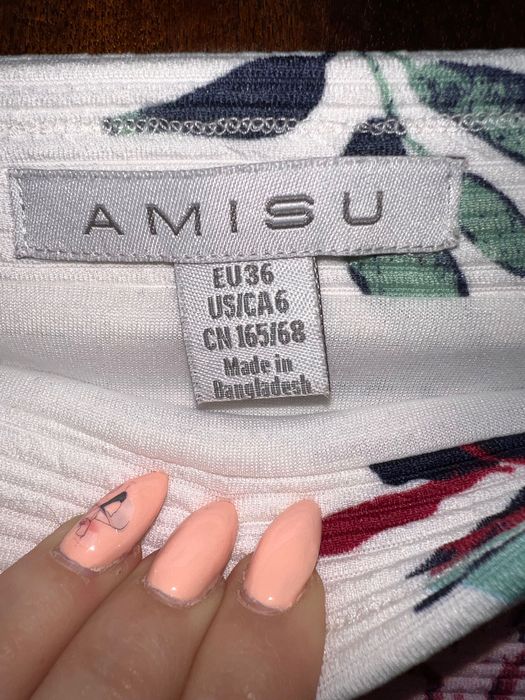 AMISU
EU 36
US/CA 6
CN 165/68
Made in
Bangladesh